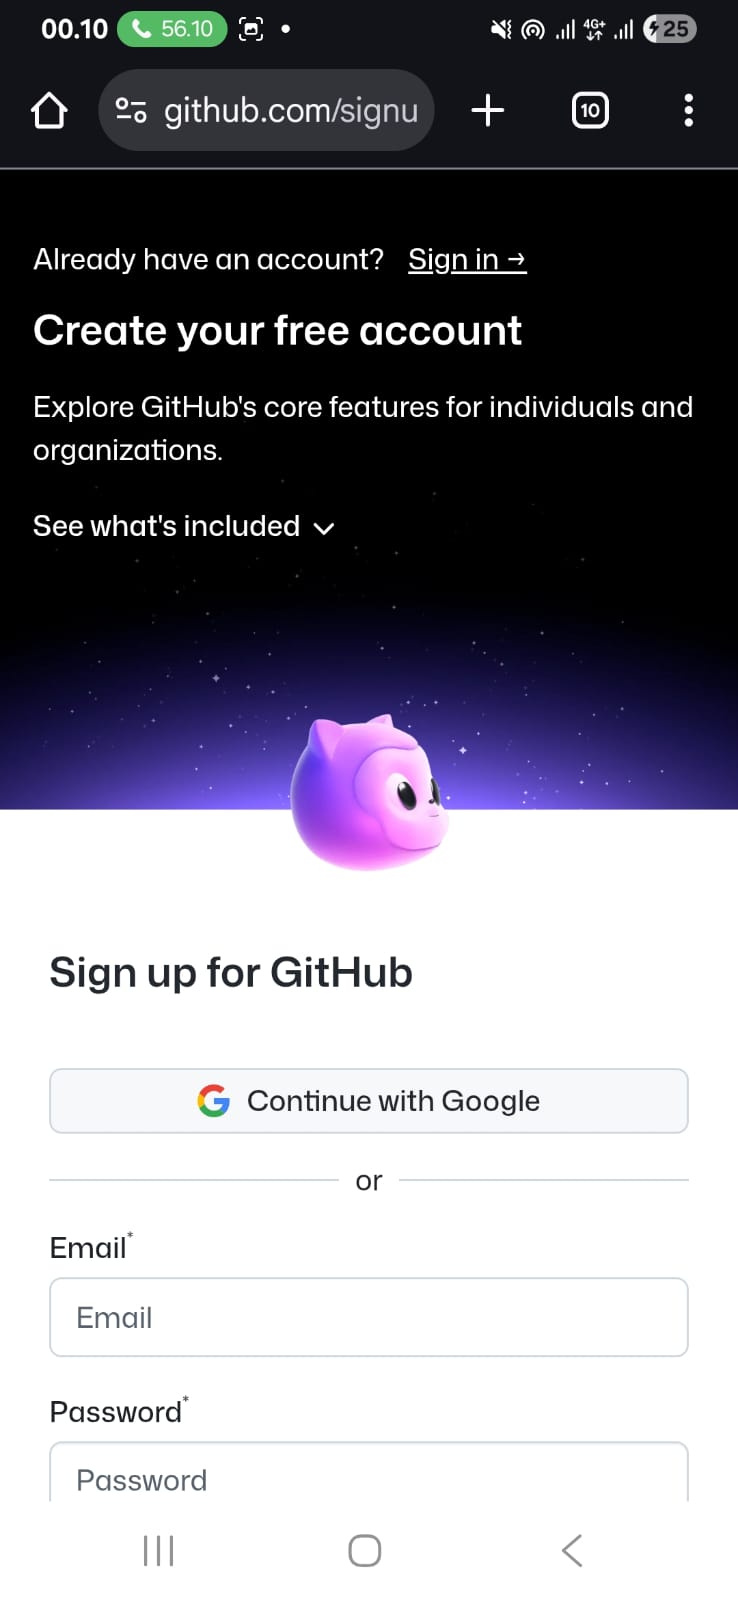 00.10 56.10 4G+ 25
github.com/signu 10
Already have an account? Sign in →
Create your free account
Explore GitHub's core features for individuals and
organizations.
See what's included
Sign up for GitHub
Continue with Google
or
Email*
Email
Password*
Password